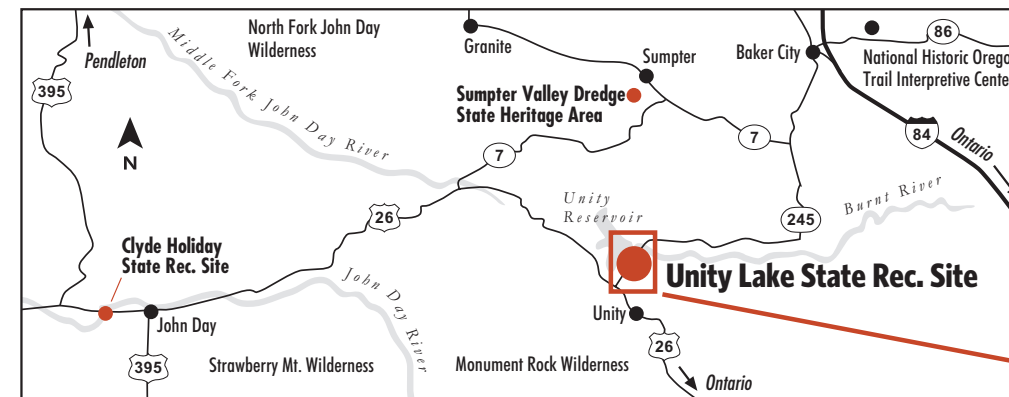 North Fork John Day
Wilderness
Pendleton
395
N
Middle Fork John Day River
Granite
Sumpter
Sumpter Valley Dredge
State Heritage Area
7
7
Baker City
86
National Historic Orego
Trail Interpretive Cente
84
Ontario
Unity
Reservoir
245
Burnt River
26
Clyde Holiday
State Rec. Site
Unity Lake State Rec. Site
John Day River
John Day
395
Strawberry Mt. Wilderness
Monument Rock Wilderness
Unity
26
Ontario